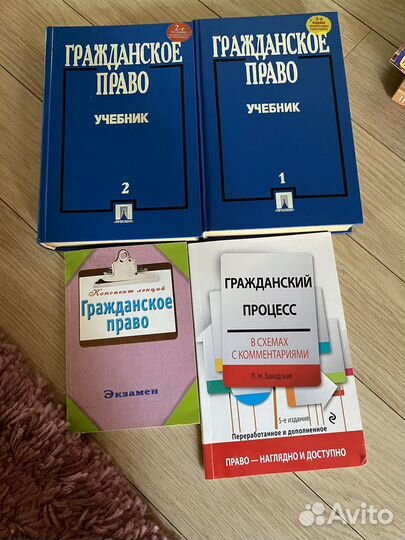 ГРАЖДАНСКОЕ
ПРАВО
УЧЕБНИК
2
2-е
ГРАЖДАНСКОЕ
ПРАВО
УЧЕБНИК
1
Конспект лекций
Гражданское
право
Экзамен
ГРАЖДАНСКИЙ
ПРОЦЕСС
В СХЕМАХ
С КОММЕНТАРИЯМИ
Л. Н. Завадская
5-е издание
Переработанное и дополненное
ПРАВО — НАГЛЯДНО И ДОСТУПНО
Avito